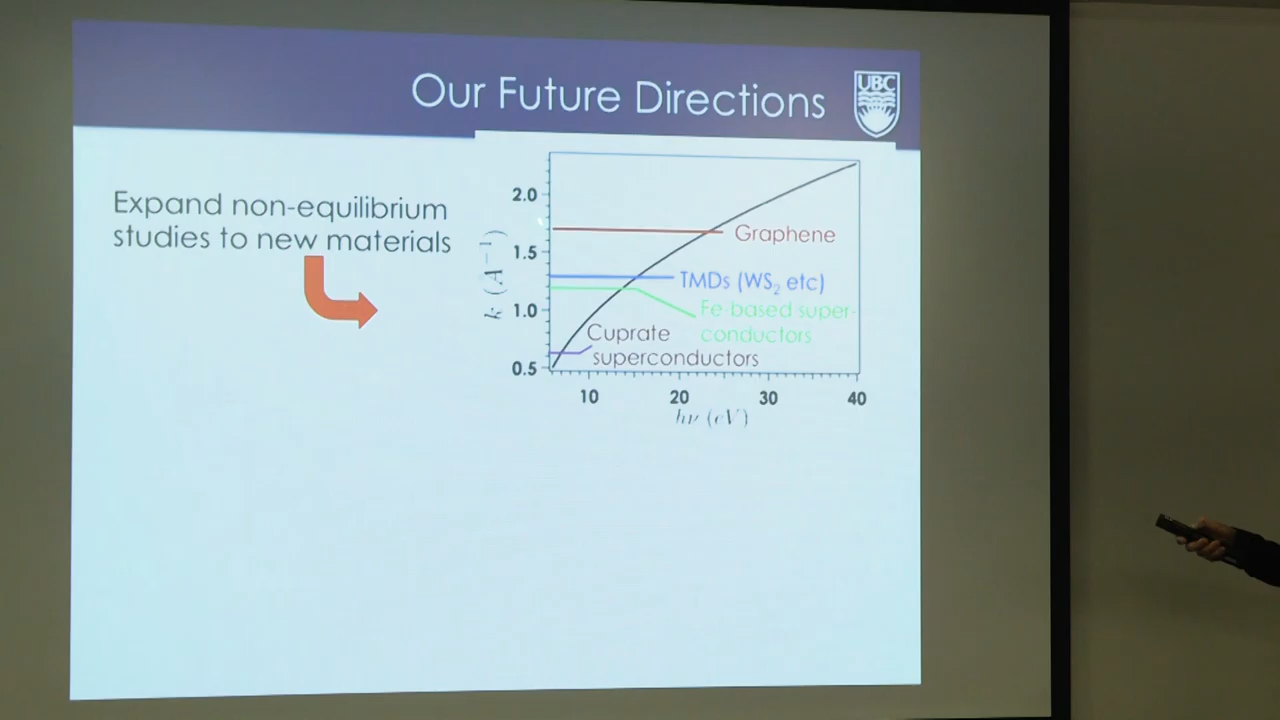 Our Future Directions
UBC
Expand non-equilibrium
studies to new materials
2.0
1.5
1.0
0.5
k (A⁻¹)
Graphene
TMDs (WS₂ etc)
Fe-based super-
conductors
Cuprate
superconductors
10 20 30 40
hν (eV)